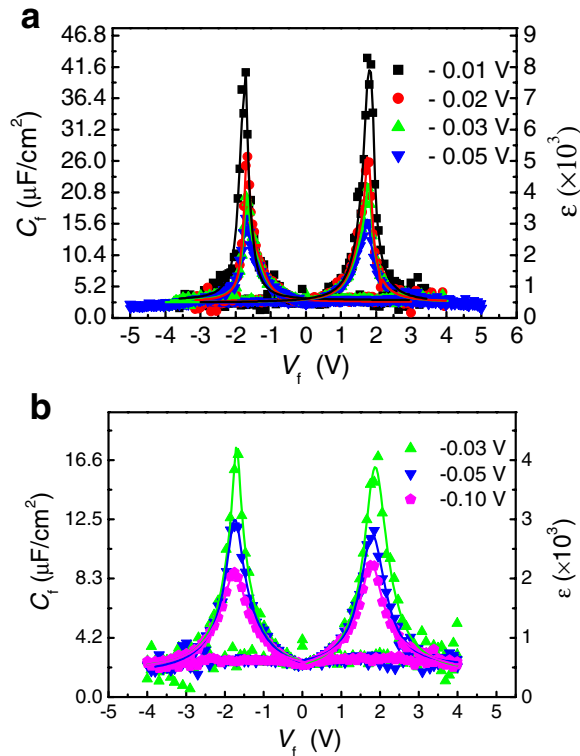 a
46.8
41.6
36.4
31.2
26.0
20.8
15.6
10.4
5.2
0.0
C_f (μF/cm²)
9
8
7
6
5
4
3
2
1
0
ε (×10³)
- 0.01 V
- 0.02 V
- 0.03 V
- 0.05 V
-5 -4 -3 -2 -1 0 1 2 3 4 5 6
V_f (V)
b
16.6
12.5
8.3
4.2
0.0
C_f (μF/cm²)
4
3
2
1
0
ε (×10³)
-0.03 V
-0.05 V
-0.10 V
-5 -4 -3 -2 -1 0 1 2 3 4 5
V_f (V)